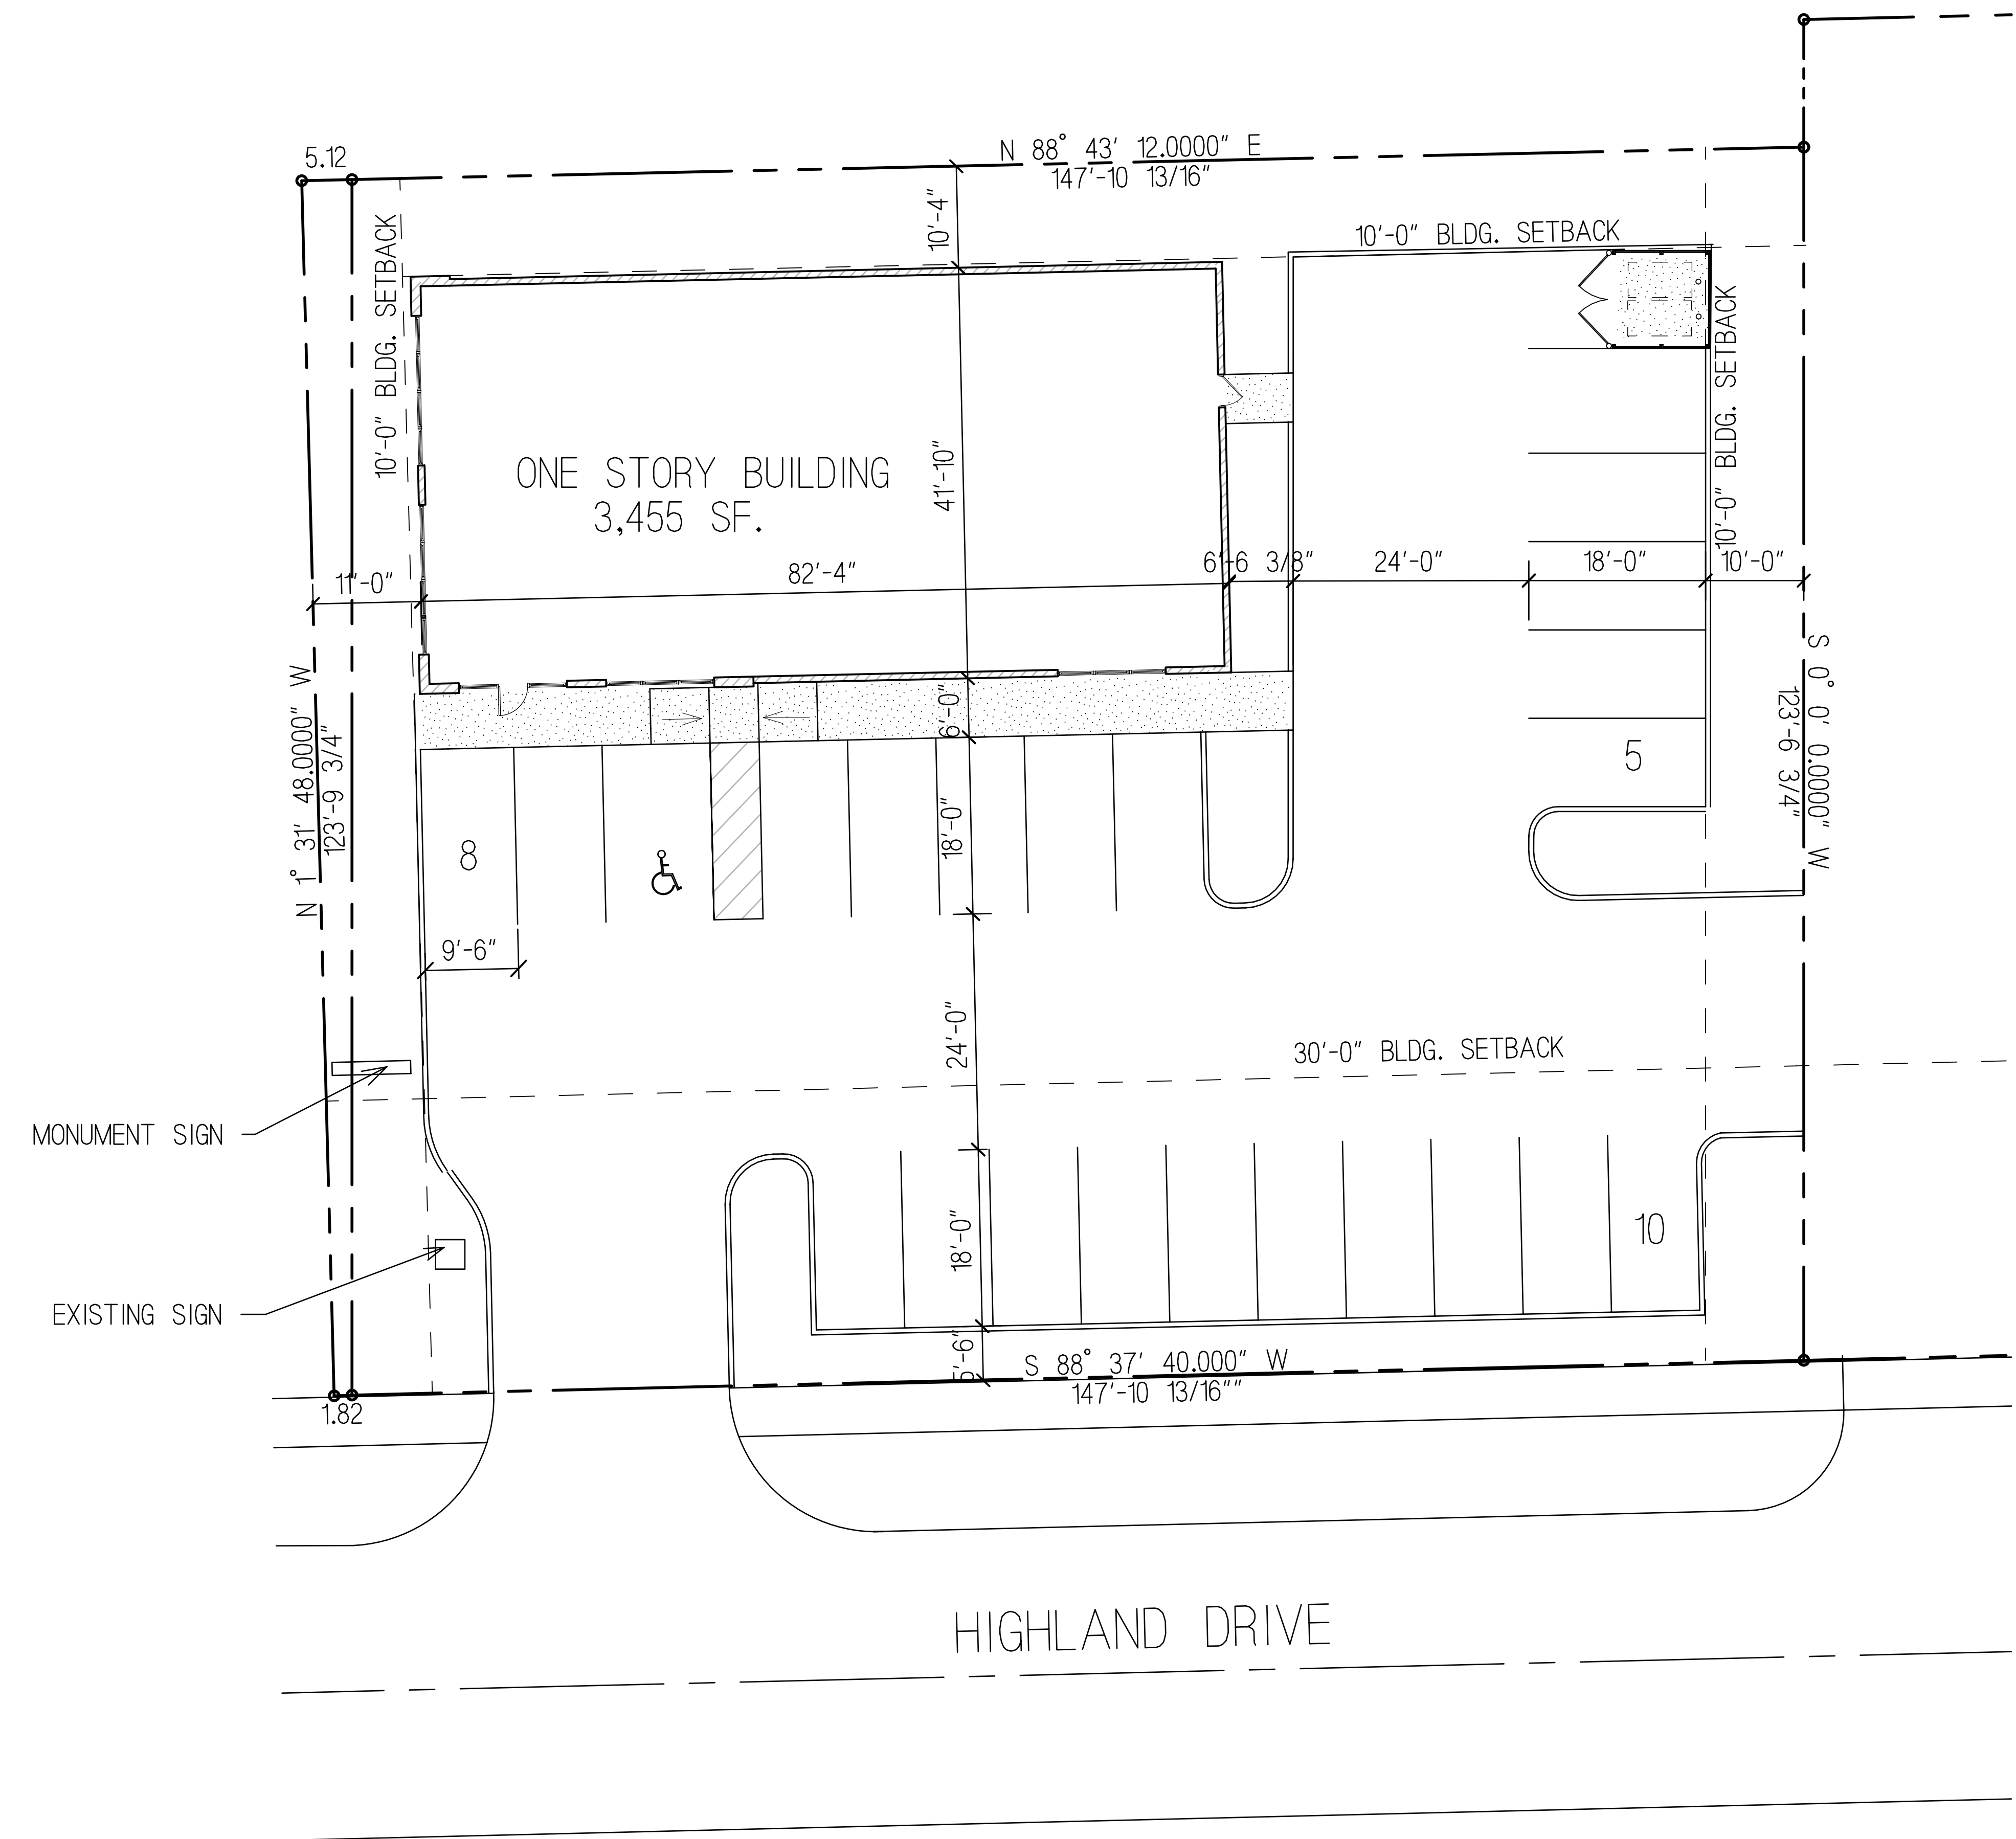 N 88° 43' 12.0000" E
147'-10 13/16"
5.12
10'-4"
10'-0" BLDG. SETBACK
10'-0" BLDG. SETBACK
10'-0" BLDG. SETBACK
ONE STORY BUILDING
3,455 SF.
41'-10"
11'-0"
82'-4"
6'-6 3/8"
24'-0"
18'-0"
10'-0"
N 1° 31' 48.0000" W
123'-9 3/4"
S 0° 0' 0.0000" W
123'-6 3/4"
6'-0"
5
8
18'-0"
9'-6"
24'-0"
30'-0" BLDG. SETBACK
MONUMENT SIGN
18'-0"
10
EXISTING SIGN
5'-6"
S 88° 37' 40.000" W
147'-10 13/16""
1.82
HIGHLAND DRIVE